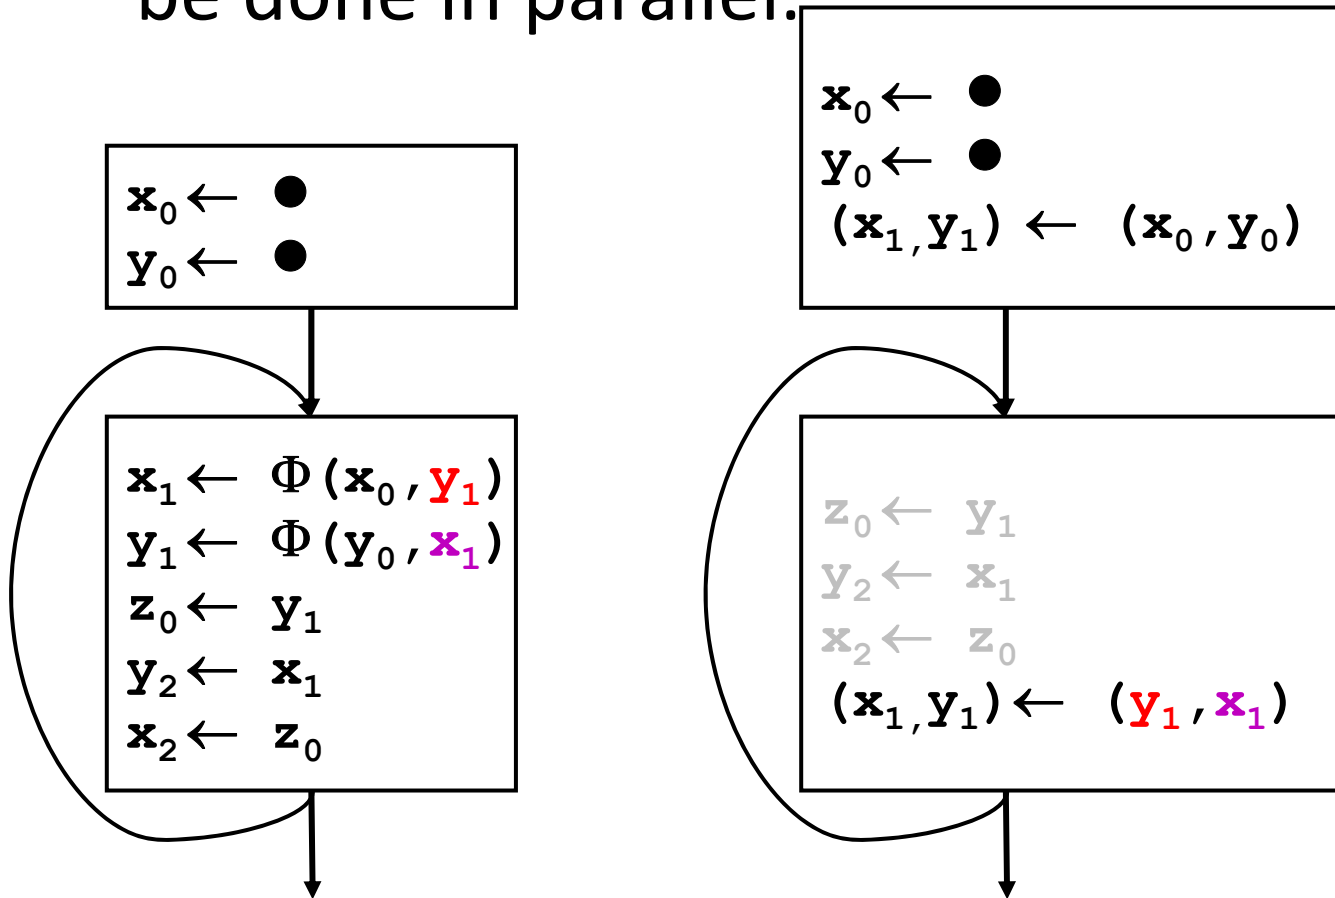 be done in parallel.
x₀← ●
y₀← ●
x₁← Φ(x₀,y₁)
y₁← Φ(y₀,x₁)
z₀← y₁
y₂← x₁
x₂← z₀
x₀← ●
y₀← ●
(x₁,y₁)← (x₀,y₀)
z₀← y₁
y₂← x₁
x₂← z₀
(x₁,y₁)← (y₁,x₁)